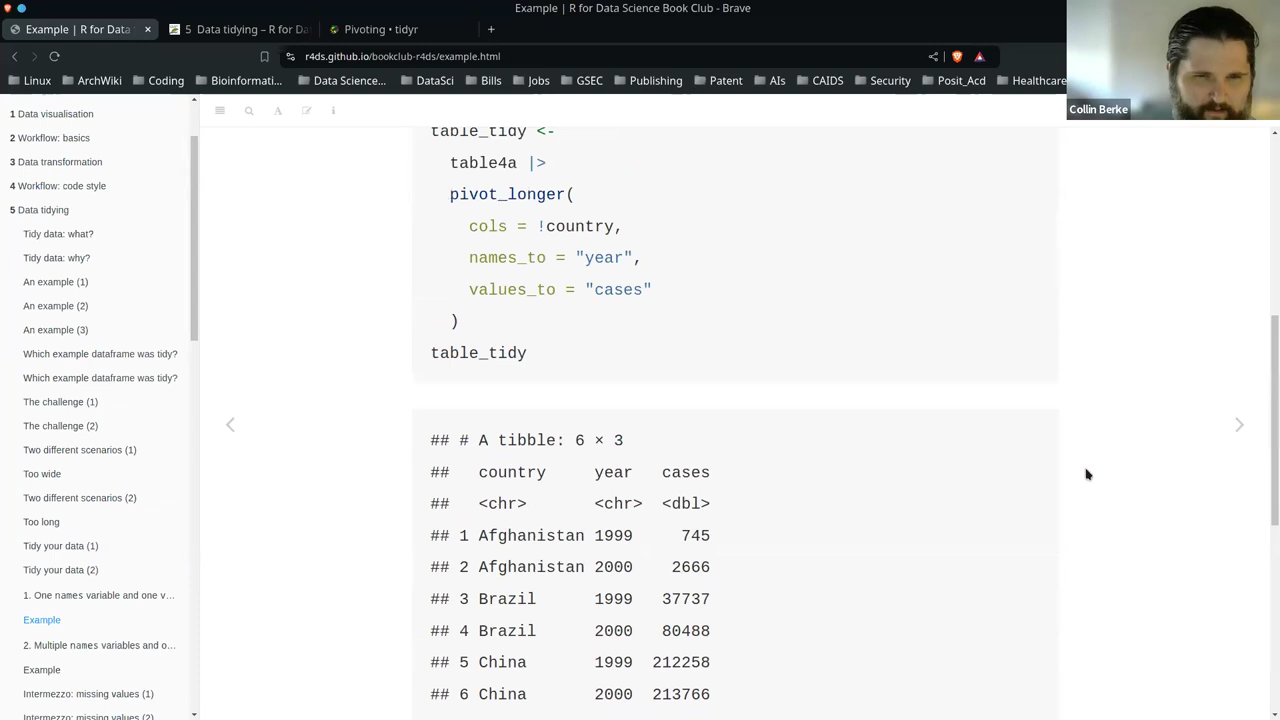 Example | R for Data Science Book Club - Brave
Example | R for Data
5 Data tidying – R for Da
Pivoting • tidyr
r4ds.github.io/bookclub-r4ds/example.html
Linux ArchWiki Coding Bioinformati... Data Science... DataSci Bills Jobs GSEC Publishing Patent AIs CAIDS Security Posit_Acd Healthcare
Collin Berke
1 Data visualisation
2 Workflow: basics
3 Data transformation
4 Workflow: code style
5 Data tidying
Tidy data: what?
Tidy data: why?
An example (1)
An example (2)
An example (3)
Which example dataframe was tidy?
Which example dataframe was tidy?
The challenge (1)
The challenge (2)
Two different scenarios (1)
Too wide
Two different scenarios (2)
Too long
Tidy your data (1)
Tidy your data (2)
1. One names variable and one v...
Example
2. Multiple names variables and o...
Example
Intermezzo: missing values (1)
Intermezzo: missing values (2)
table_tidy <-
table4a |>
pivot_longer(
cols = !country,
names_to = "year",
values_to = "cases"
)
table_tidy
## # A tibble: 6 × 3
## country year cases
## <chr> <chr> <dbl>
## 1 Afghanistan 1999 745
## 2 Afghanistan 2000 2666
## 3 Brazil 1999 37737
## 4 Brazil 2000 80488
## 5 China 1999 212258
## 6 China 2000 213766